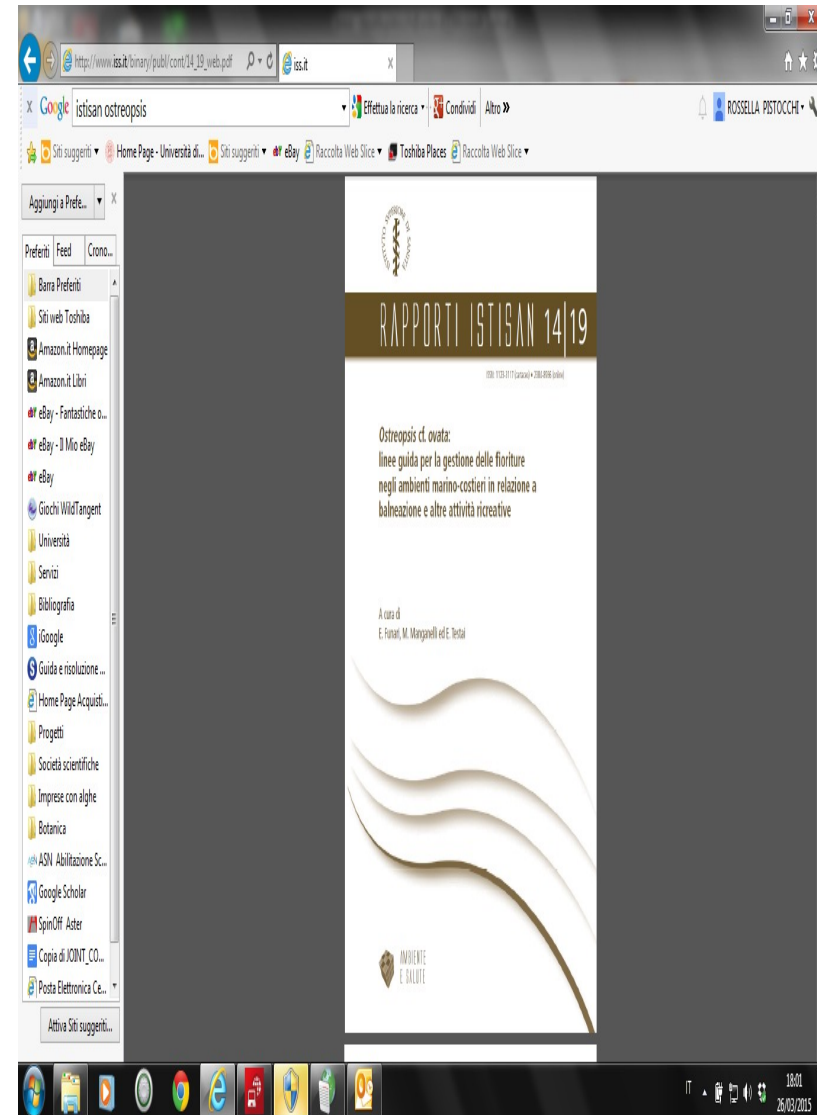 http://www.iss.it/binary/publ/cont/14_19_web.pdf
iss.it
x Google istisan ostreopsis
Effettua la ricerca
Condividi
Altro »
ROSSELLA PISTOCCHI
Siti suggeriti
Home Page - Università di...
Siti suggeriti
eBay
Raccolta Web Slice
Toshiba Places
Raccolta Web Slice
Aggiungi a Prefe...
Preferiti Feed Crono...
Barra Preferiti
Siti web Toshiba
Amazon.it Homepage
Amazon.it Libri
eBay - Fantastiche o...
eBay - Il Mio eBay
eBay
Giochi WildTangent
Università
Servizi
Bibliografia
iGoogle
Guida e risoluzione ...
Home Page Acquisti...
Progetti
Società scientifiche
Imprese con alghe
Botanica
ASN Abilitazione Sc...
Google Scholar
SpinOff Aster
Copia di JOINT_CO...
Posta Elettronica Ce...
Attiva Siti suggeriti...
ISTITUTO SUPERIORE DI SANITÀ
RAPPORTI ISTISAN 14|19
Ostreopsis cf. ovata:
linee guida per la gestione delle fioriture
negli ambienti marino-costieri in relazione a
balneazione e altre attività ricreative
A cura di
E. Funari, M. Manganelli ed E. Testai
AMBIENTE
E SALUTE
IT
18:01
26/03/2015